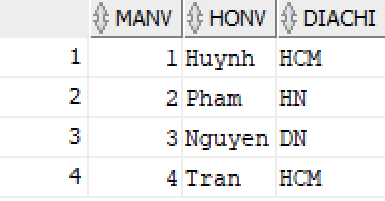 MANV HONV DIACHI
1 1 Huynh HCM
2 2 Pham HN
3 3 Nguyen DN
4 4 Tran HCM